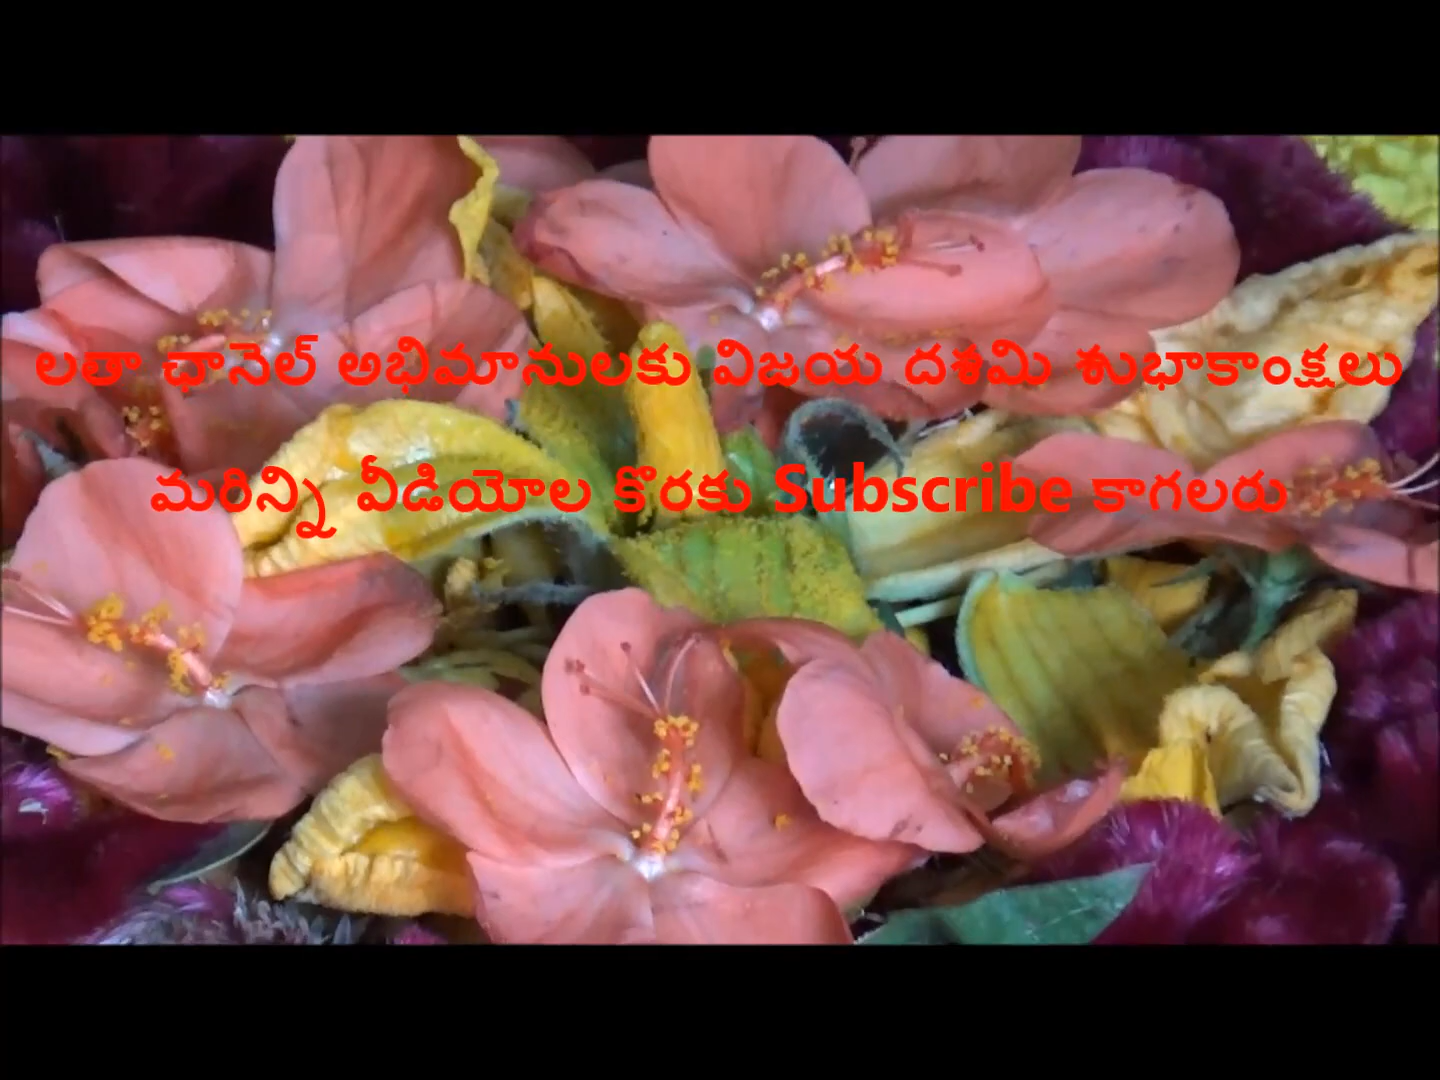 లతా ఛానెల్ అభిమానులకు విజయ దశమి శుభాకాంక్షలు
మరిన్ని వీడియోల కొరకు Subscribe కాగలరు